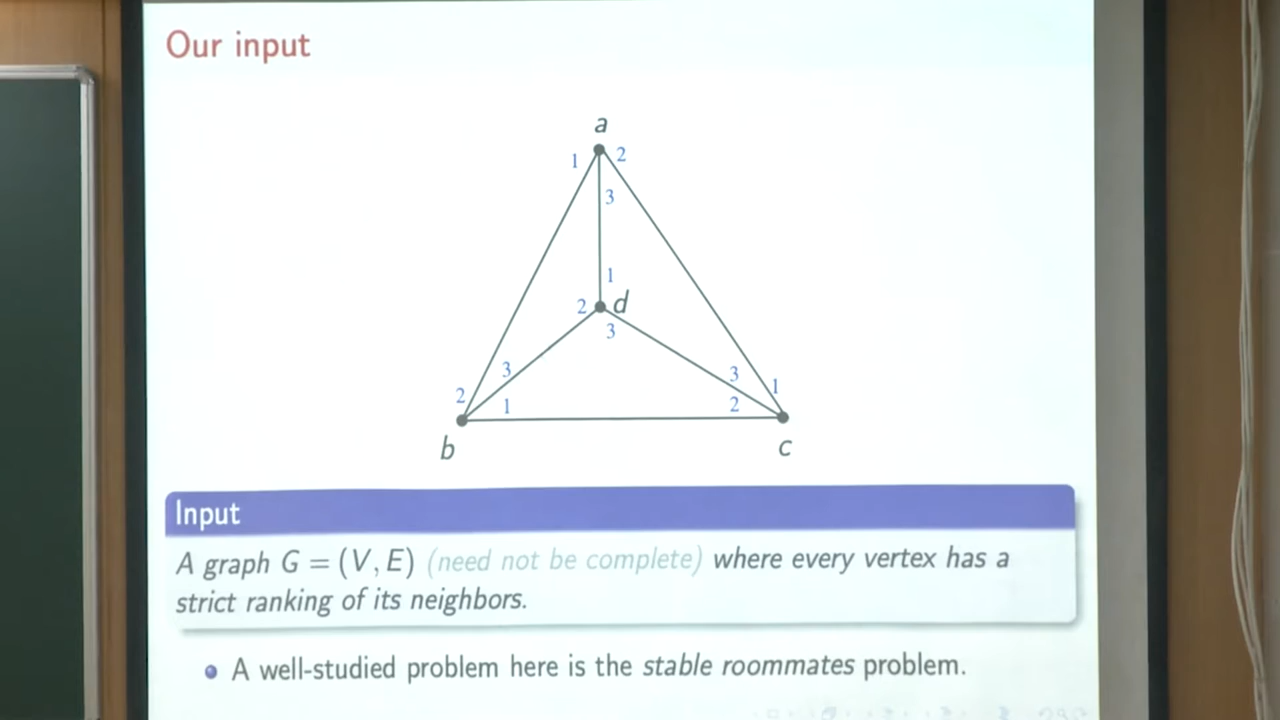 Our input
a
1 2
3
1
2 d
3
3 3
2 1
1 2
b c
Input
A graph G = (V, E) (need not be complete) where every vertex has a
strict ranking of its neighbors.
A well-studied problem here is the stable roommates problem.